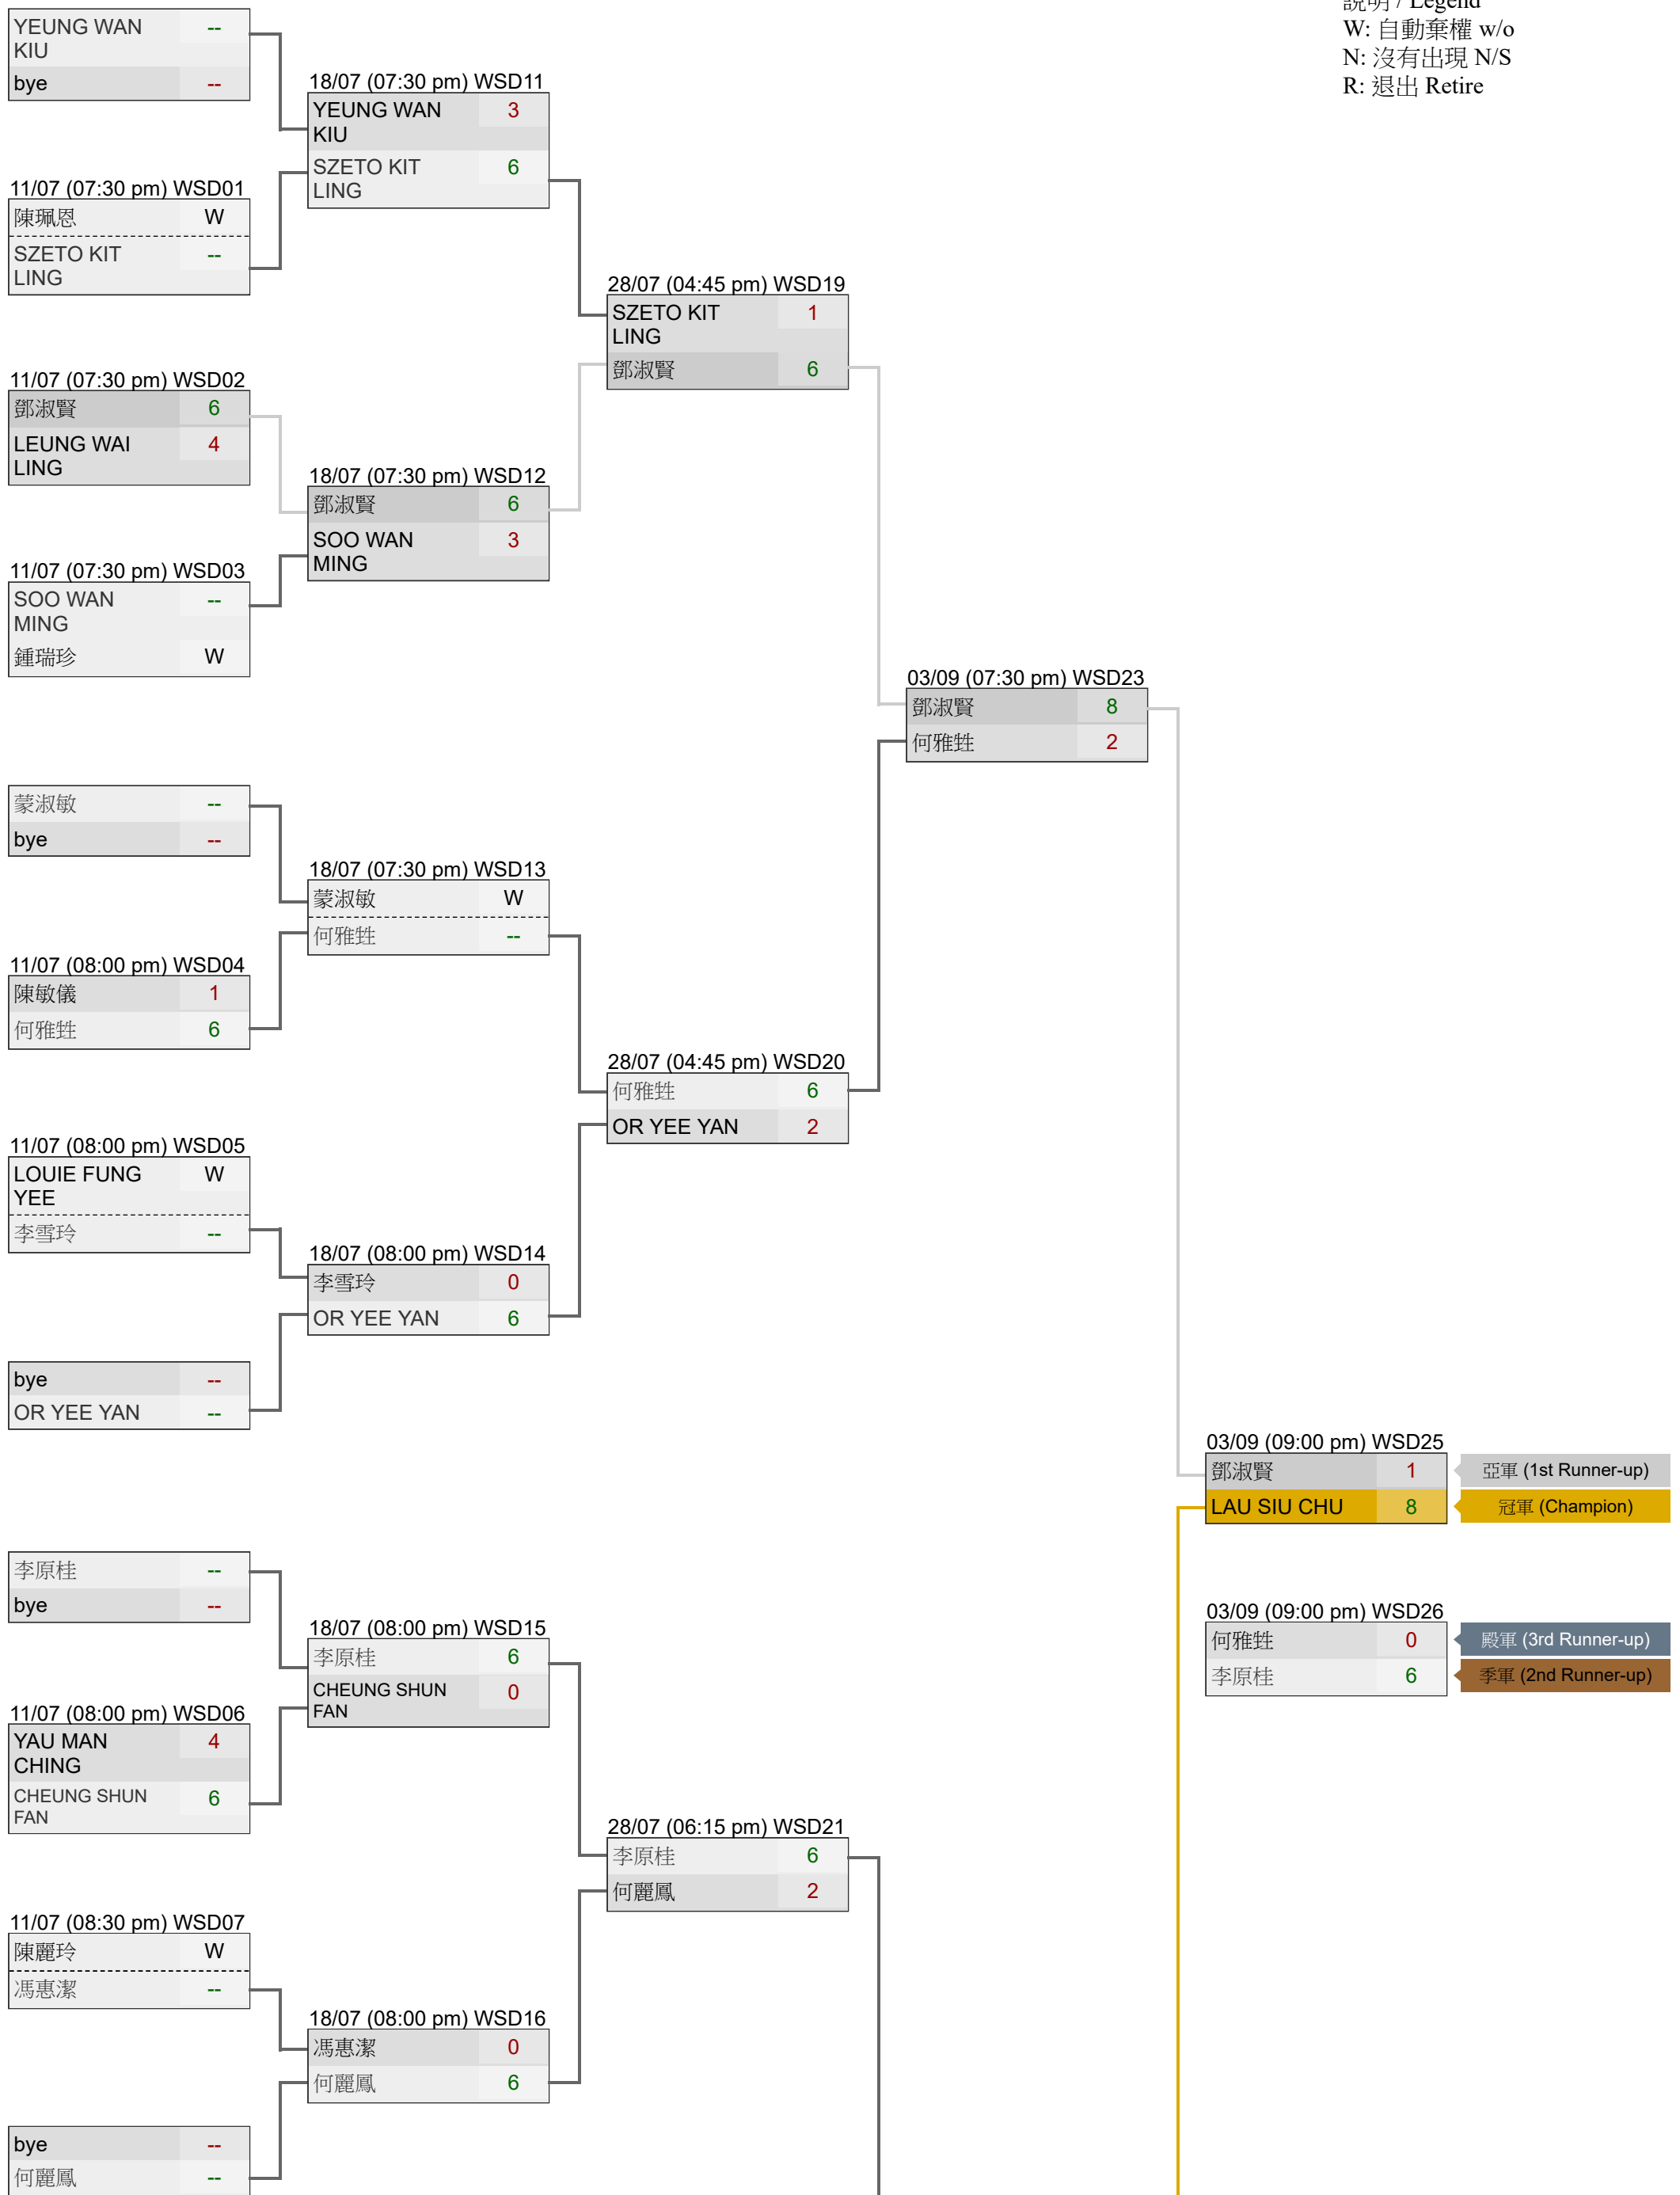 說明 / Legend
W: 自動棄權 w/o
N: 沒有出現 N/S
R: 退出 Retire
YEUNG WAN --
KIU
bye --
18/07 (07:30 pm) WSD11
YEUNG WAN 3
KIU
SZETO KIT 6
LING
11/07 (07:30 pm) WSD01
陳珮恩 W
SZETO KIT --
LING
28/07 (04:45 pm) WSD19
SZETO KIT 1
LING
鄧淑賢 6
11/07 (07:30 pm) WSD02
鄧淑賢 6
LEUNG WAI 4
LING
18/07 (07:30 pm) WSD12
鄧淑賢 6
SOO WAN 3
MING
11/07 (07:30 pm) WSD03
SOO WAN --
MING
鍾瑞珍 W
03/09 (07:30 pm) WSD23
鄧淑賢 8
何雅甡 2
蒙淑敏 --
bye --
18/07 (07:30 pm) WSD13
蒙淑敏 W
何雅甡 --
11/07 (08:00 pm) WSD04
陳敏儀 1
何雅甡 6
28/07 (04:45 pm) WSD20
何雅甡 6
OR YEE YAN 2
11/07 (08:00 pm) WSD05
LOUIE FUNG W
YEE
李雪玲 --
18/07 (08:00 pm) WSD14
李雪玲 0
OR YEE YAN 6
bye --
OR YEE YAN --
03/09 (09:00 pm) WSD25
鄧淑賢 1 亞軍 (1st Runner-up)
LAU SIU CHU 8 冠軍 (Champion)
李原桂 --
bye --
03/09 (09:00 pm) WSD26
何雅甡 0 殿軍 (3rd Runner-up)
李原桂 6 季軍 (2nd Runner-up)
18/07 (08:00 pm) WSD15
李原桂 6
CHEUNG SHUN 0
FAN
11/07 (08:00 pm) WSD06
YAU MAN 4
CHING
CHEUNG SHUN 6
FAN
28/07 (06:15 pm) WSD21
李原桂 6
何麗鳳 2
11/07 (08:30 pm) WSD07
陳麗玲 W
馮惠潔 --
18/07 (08:00 pm) WSD16
馮惠潔 0
何麗鳳 6
bye --
何麗鳳 --